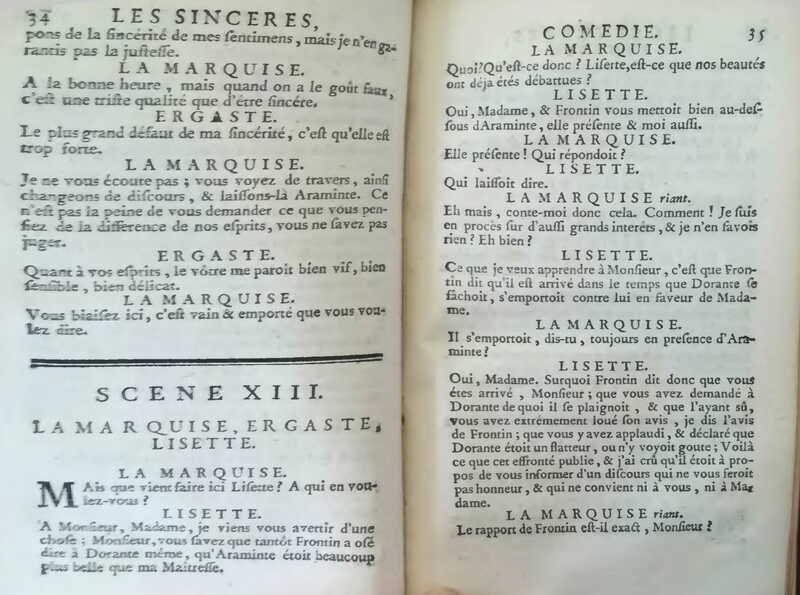 34 LES SINCERES,
pons de la sincérité de mes sentimens, mais je n'en ga-
rantis pas la justesse.
LA MARQUISE.
A la bonne heure, mais quand on a le goût faux,
c'est une triste qualité que d'être sincére.
ERGASTE.
Le plus grand défaut de ma sincérité, c'est qu'elle est
trop forte.
LA MARQUISE.
Je ne vous écoute pas; vous voyez de travers, ainsi
changeons de discours, & laissons-là Araminte. Ce
n'est pas la peine de vous demander ce que vous pen-
siez de la difference de nos esprits, vous ne savez pas
juger.
ERGASTE.
Quant à vos esprits, le vôtre me paroit bien vif, bien
sensible, bien délicat.
LA MARQUISE.
Vous biaisez ici, c'est vain & emporté que vous vou-
lez dire.
SCENE XIII.
LA MARQUISE, ERGASTE,
LISETTE.
LA MARQUISE.
MAis que vient faire ici Lisette? A qui en vou-
lez-vous?
LISETTE.
A Monsieur, Madame, je viens vous avertir d'une
chose; Monsieur, vous savez que tantôt Frontin a osé
dire à Dorante même, qu'Araminte étoit beaucoup
plus belle que ma Maitresse.
COMEDIE. 35
LA MARQUISE.
Quoi? Qu'est-ce donc? Lisette, est-ce que nos beautés
ont déja étés débattues?
LISETTE.
Oui, Madame, & Frontin vous mettoit bien au-des-
sous d'Araminte, elle présente & moi aussi.
LA MARQUISE.
Elle présente! Qui répondoit?
LISETTE.
Qui laissoit dire.
LA MARQUISE riant.
Eh mais, conte-moi donc cela. Comment! Je suis
en procès sur d'aussi grands interéts, & je n'en savois
rien? Eh bien?
LISETTE.
Ce que je veux apprendre à Monsieur, c'est que Fron-
tin dit qu'il est arrivé dans le temps que Dorante se
fâchoit, s'emportoit contre lui en faveur de Mada-
me.
LA MARQUISE.
Il s'emportoit, dis-tu, toujours en presence d'Ara-
minte?
LISETTE.
Oui, Madame. Surquoi Frontin dit donc que vous
étes arrivé, Monsieur; que vous avez demandé à
Dorante de quoi il se plaignoit, & que l'ayant sû,
vous avez extrêmement loué son avis, je dis l'avis
de Frontin; que vous y avez applaudi, & déclaré que
Dorante étoit un flatteur, ou n'y voyoit goute; Voilà
ce que cet effronté publie, & j'ai crû qu'il étoit à pro-
pos de vous informer d'un discours qui ne vous feroit
pas honneur, & qui ne convient ni à vous, ni à Ma-
dame.
LA MARQUISE riant.
Le rapport de Frontin est-il exact, Monsieur?